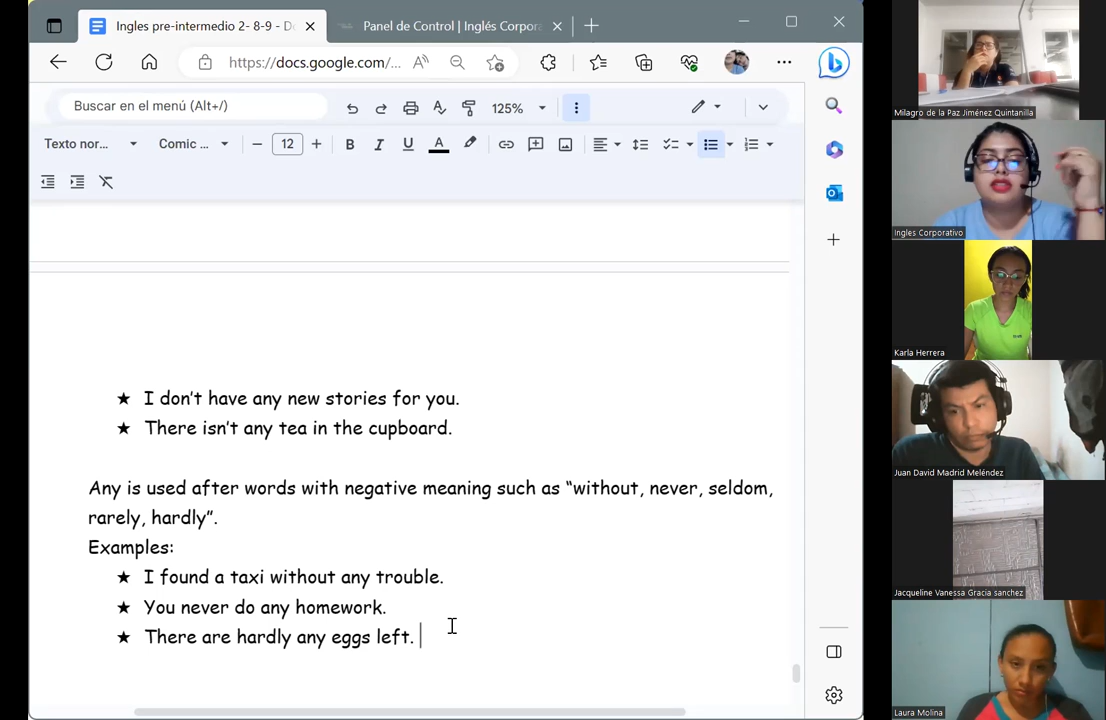 Ingles pre-intermedio 2- 8-9 - D
Panel de Control | Inglés Corpor
https://docs.google.com/...
Buscar en el menú (Alt+/)
125%
Texto nor...
Comic ...
12
B I U A
★ I don't have any new stories for you.
★ There isn't any tea in the cupboard.
Any is used after words with negative meaning such as “without, never, seldom,
rarely, hardly”.
Examples:
★ I found a taxi without any trouble.
★ You never do any homework.
★ There are hardly any eggs left.
Milagro de la Paz Jiménez Quintanilla
Ingles Corporativo
Karla Herrera
Juan David Madrid Meléndez
Jacqueline Vanessa Gracia sanchez
Laura Molina